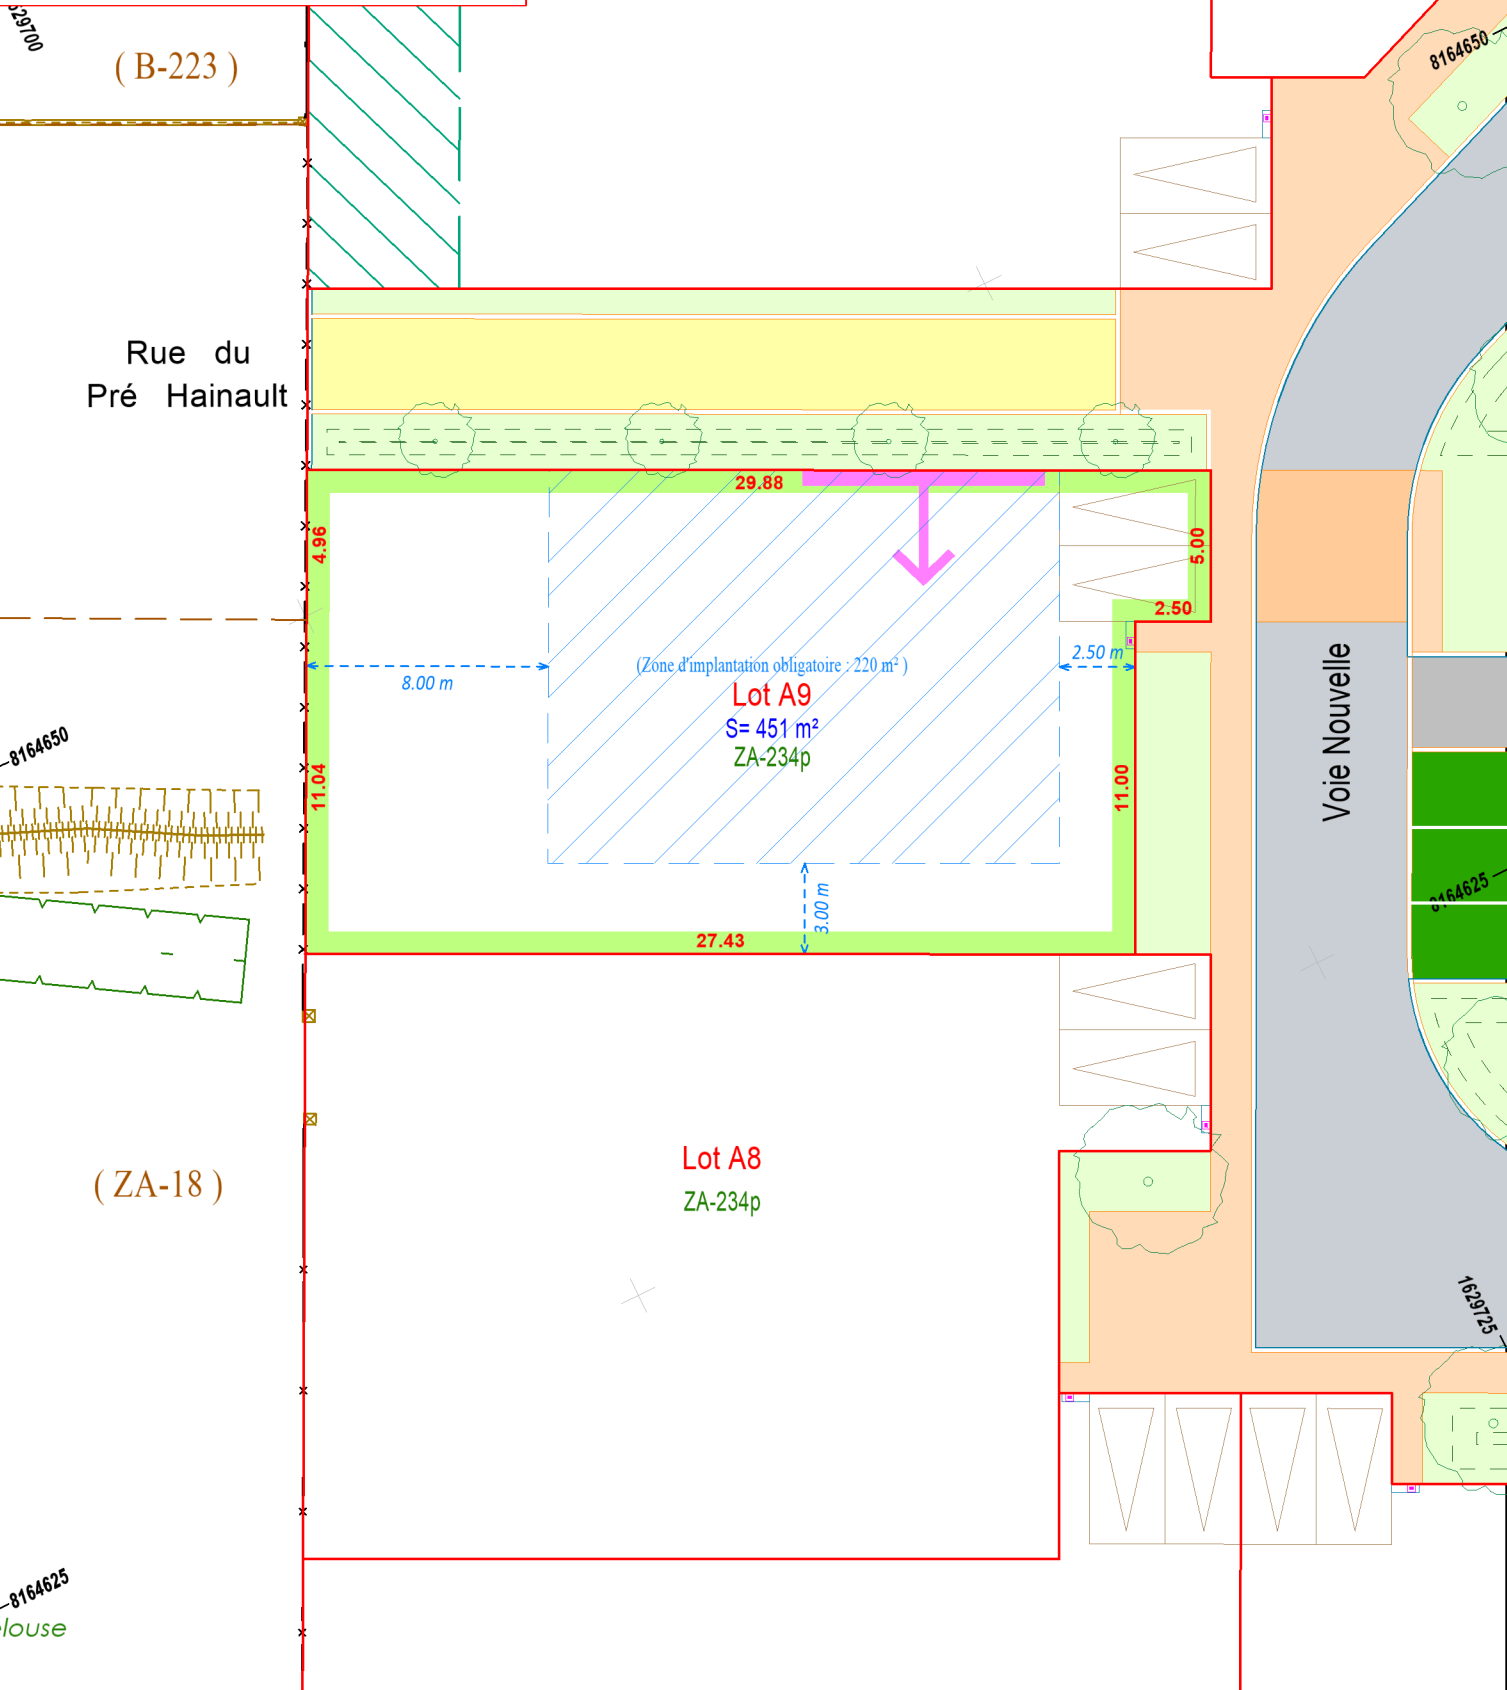 ( B-223 )
8164650
Rue du
Pré Hainault
29.88
4.96
5.00
2.50
(Zone d'implantation obligatoire : 220 m² )
2.50 m
8.00 m
Lot A9
S= 451 m²
ZA-234p
Voie Nouvelle
8164650
11.04
11.00
3.00 m
8164625
27.43
Lot A8
ZA-234p
( ZA-18 )
1629725
8164625